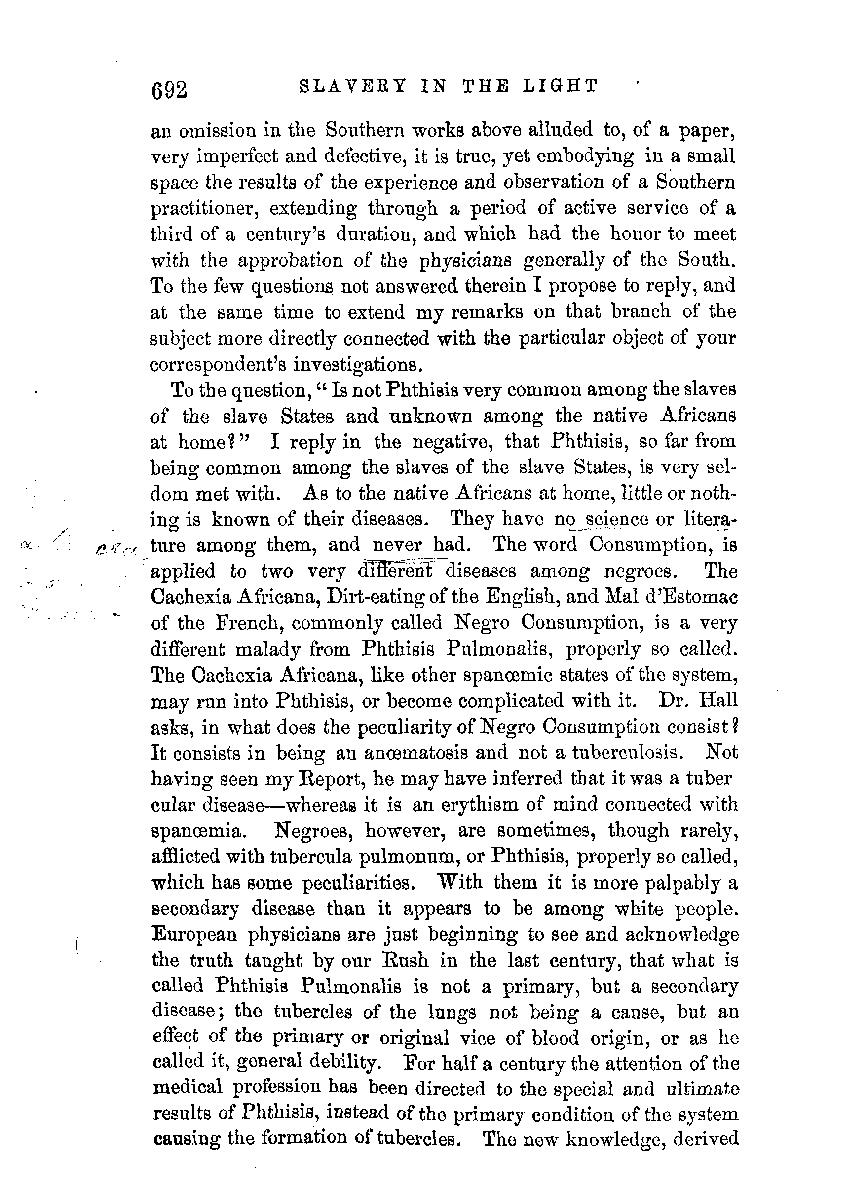 692 SLAVERY IN THE LIGHT
an omission in the Southern works above alluded to, of a paper,
very imperfect and defective, it is true, yet embodying in a small
space the results of the experience and observation of a Southern
practitioner, extending through a period of active service of a
third of a century's duration, and which had the honor to meet
with the approbation of the physicians generally of the South.
To the few questions not answered therein I propose to reply, and
at the same time to extend my remarks on that branch of the
subject more directly connected with the particular object of your
correspondent's investigations.
To the question, "Is not Phthisis very common among the slaves
of the slave States and unknown among the native Africans
at home?" I reply in the negative, that Phthisis, so far from
being common among the slaves of the slave States, is very sel-
dom met with. As to the native Africans at home, little or noth-
ing is known of their diseases. They have no science or litera-
ture among them, and never had. The word Consumption, is
applied to two very different diseases among negroes. The
Cachexia Africana, Dirt-eating of the English, and Mal d'Estomac
of the French, commonly called Negro Consumption, is a very
different malady from Phthisis Pulmonalis, properly so called.
The Cachexia Africana, like other spanœmic states of the system,
may run into Phthisis, or become complicated with it. Dr. Hall
asks, in what does the peculiarity of Negro Consumption consist?
It consists in being an anœmatosis and not a tuberculosis. Not
having seen my Report, he may have inferred that it was a tuber
cular disease—whereas it is an erythism of mind connected with
spanœmia. Negroes, however, are sometimes, though rarely,
afflicted with tubercula pulmonum, or Phthisis, properly so called,
which has some peculiarities. With them it is more palpably a
secondary disease than it appears to be among white people.
European physicians are just beginning to see and acknowledge
the truth taught by our Rush in the last century, that what is
called Phthisis Pulmonalis is not a primary, but a secondary
disease; the tubercles of the lungs not being a cause, but an
effect of the primary or original vice of blood origin, or as he
called it, general debility. For half a century the attention of the
medical profession has been directed to the special and ultimate
results of Phthisis, instead of the primary condition of the system
causing the formation of tubercles. The new knowledge, derived